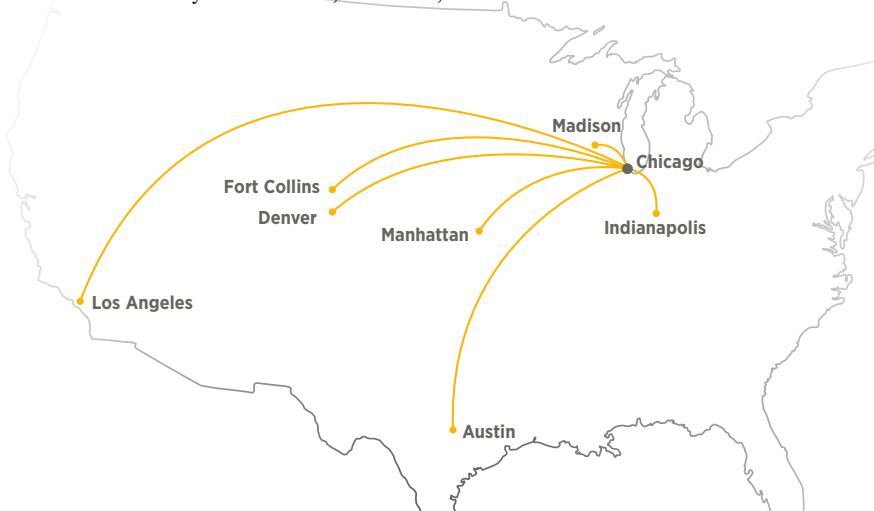 Madison
Chicago
Fort Collins
Denver
Indianapolis
Manhattan
Los Angeles
Austin